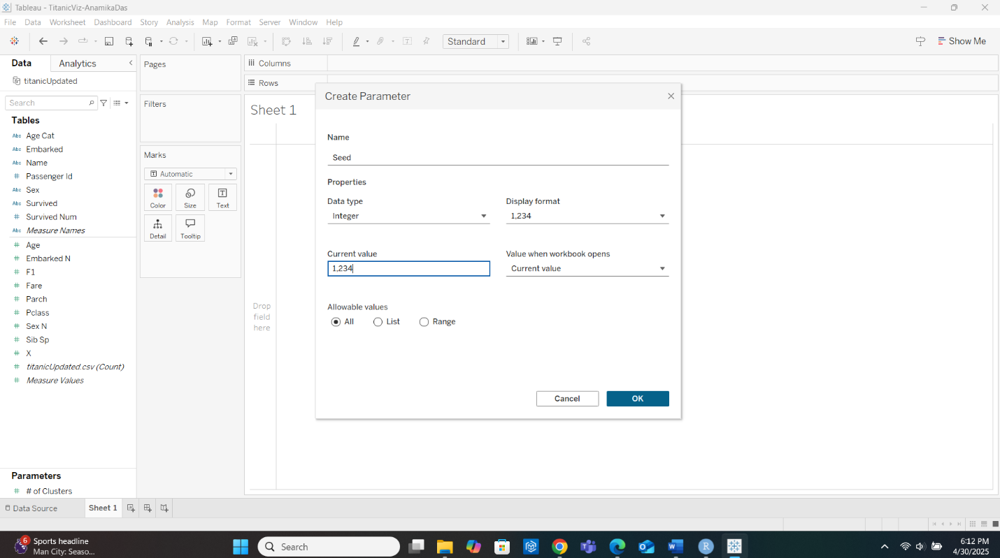 Tableau - TitanicViz-AnamikaDas
File Data Worksheet Dashboard Story Analysis Map Format Server Window Help
Standard
Show Me
Data Analytics
titanicUpdated
Search
Tables
Abc Age Cat
Abc Embarked
Abc Name
# Passenger Id
Abc Sex
Abc Survived
# Survived Num
Abc Measure Names
# Age
# Embarked N
# F1
# Fare
# Parch
# Pclass
# Sex N
# Sib Sp
# X
# titanicUpdated.csv (Count)
# Measure Values
Parameters
# # of Clusters
Pages
Filters
Marks
Automatic
Color Size Text
Detail Tooltip
Columns
Rows
Sheet 1
Drop
field
here
Create Parameter
Name
Seed
Properties
Data type Display format
Integer 1,234
Current value Value when workbook opens
1,234 Current value
Allowable values
All List Range
Cancel OK
Data Source Sheet 1
6 Sports headline
Man City: Seaso...
Search
6:12 PM
4/30/2025